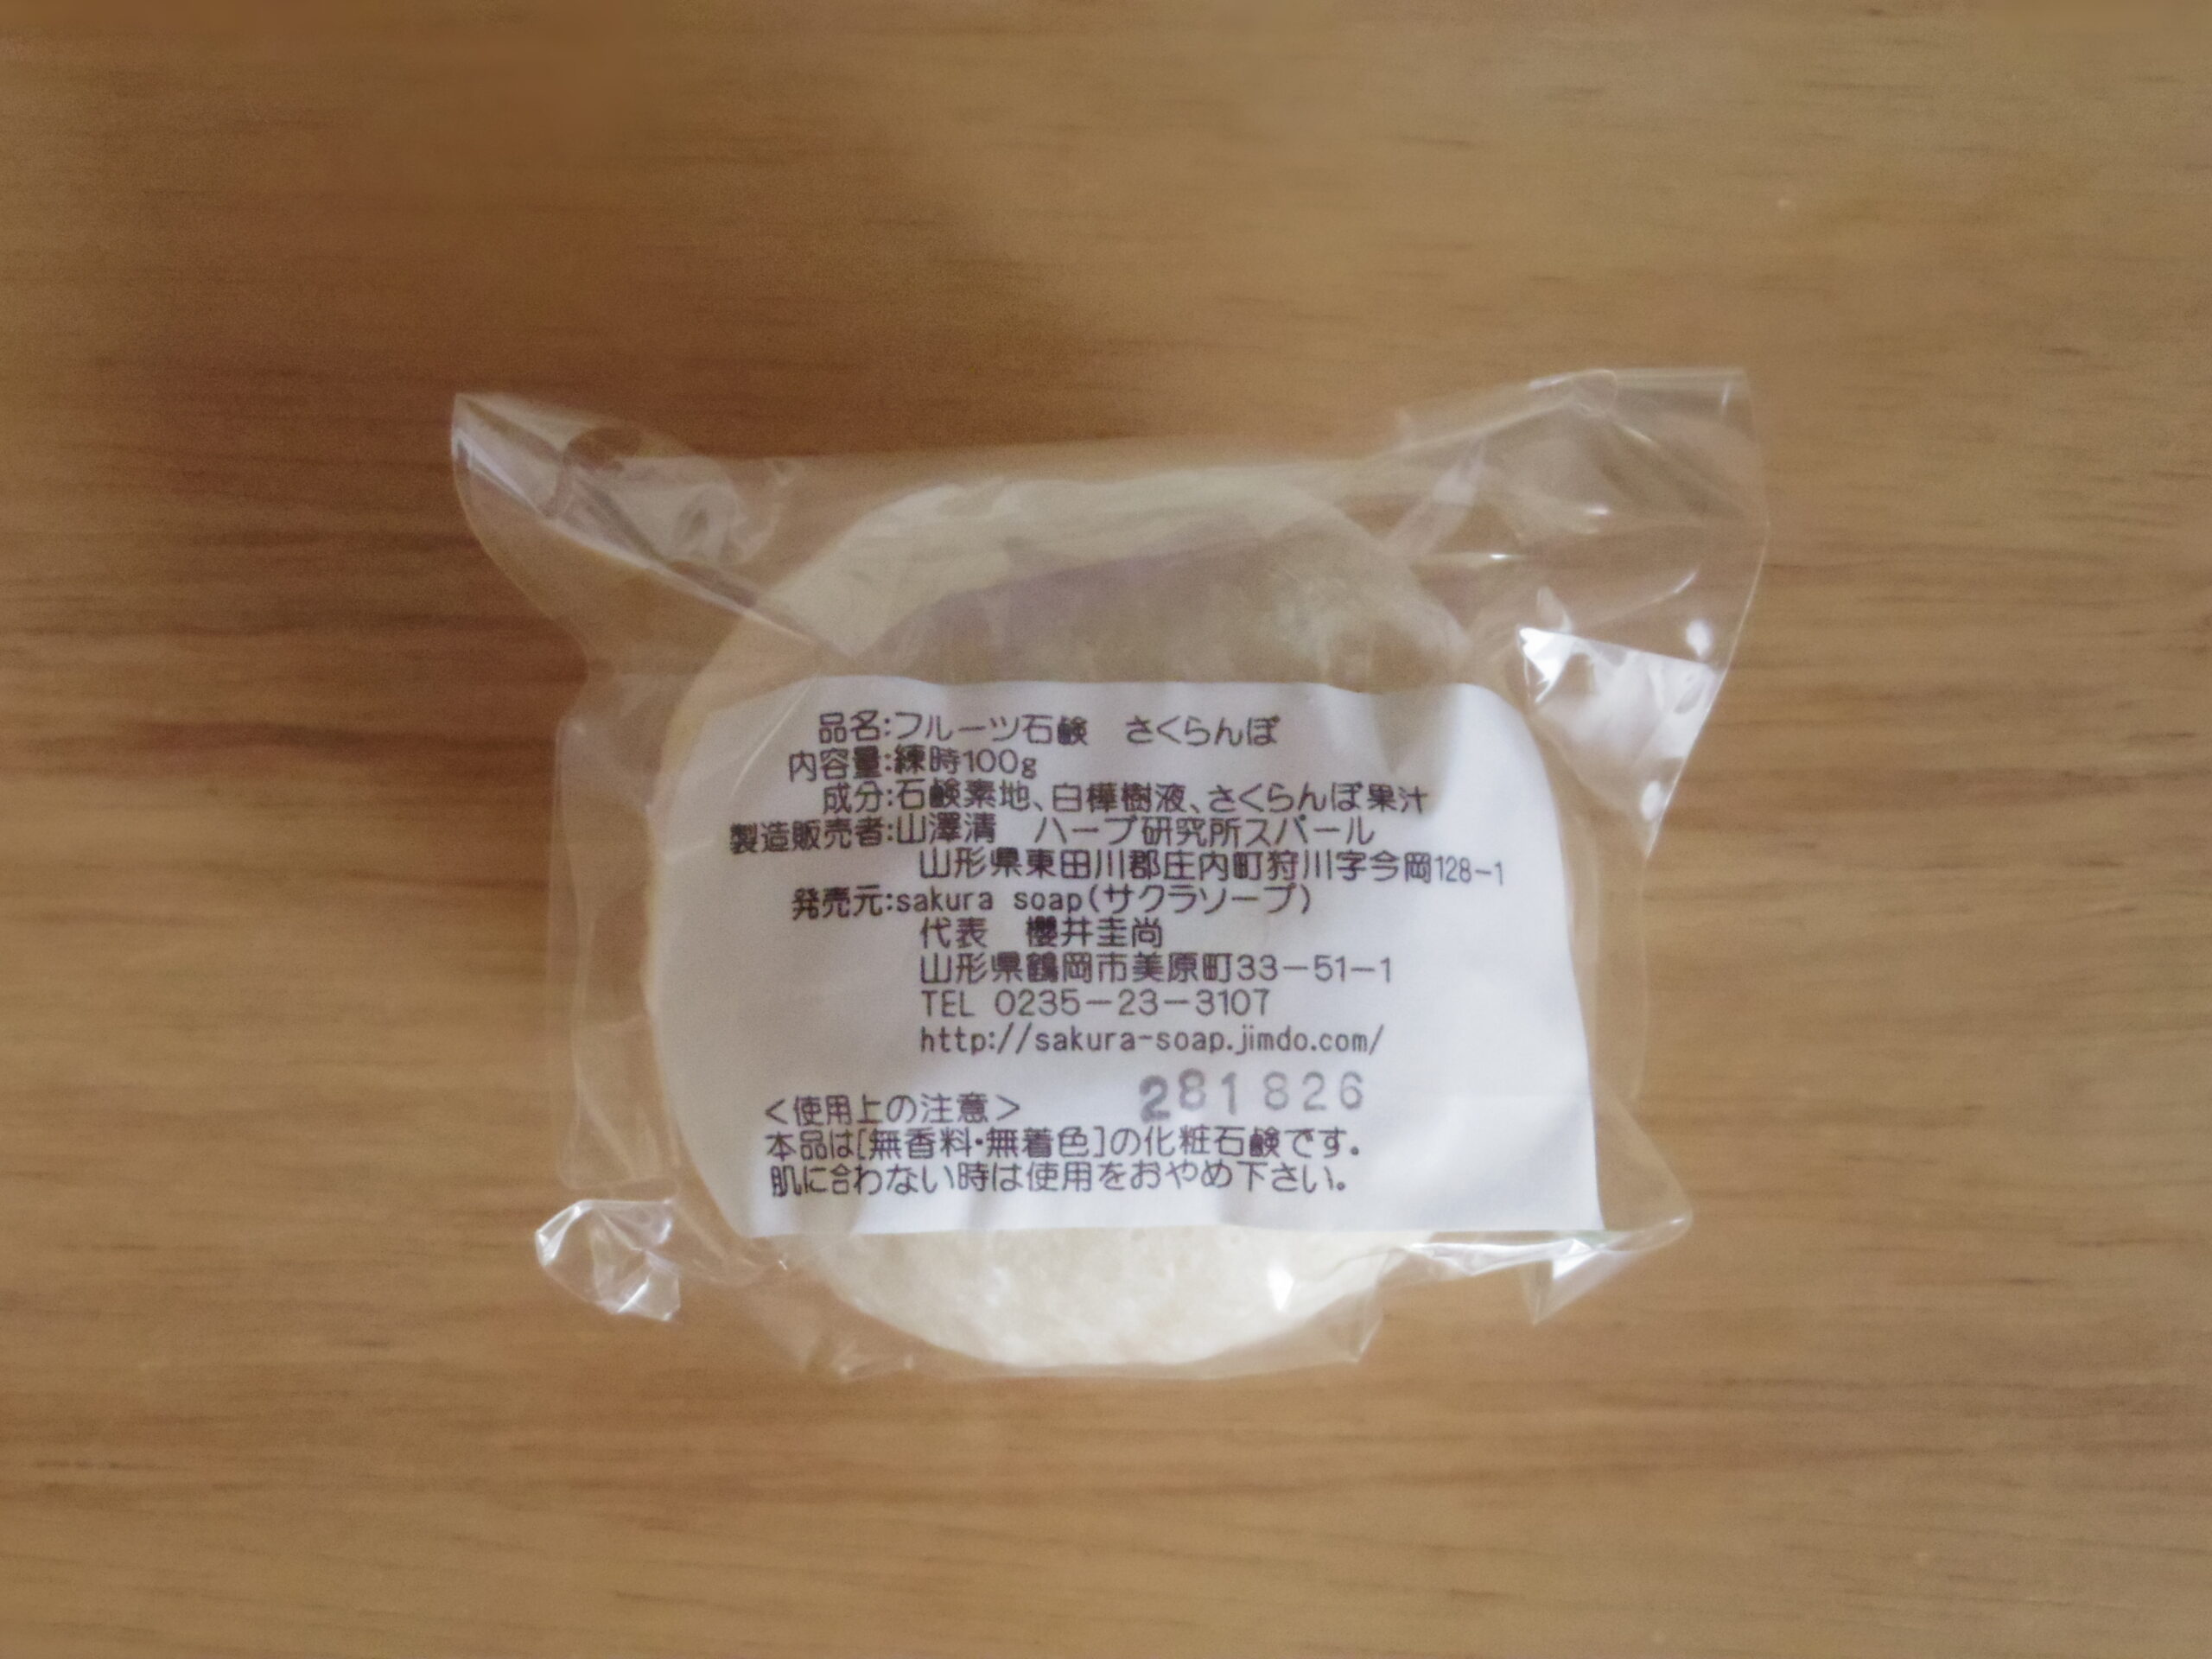 品名:フルーツ石鹸　さくらんぼ
内容量:練時100g
成分:石鹸素地、白樺樹液、さくらんぼ果汁
製造販売者:山澤清　ハーブ研究所スパール
山形県東田川郡庄内町狩川字今岡128-1
発売元:sakura soap(サクラソープ)
代表　櫻井圭尚
山形県鶴岡市美原町33-51-1
TEL 0235-23-3107
http://sakura-soap.jimdo.com/
281826
<使用上の注意>
本品は[無香料・無着色]の化粧石鹸です。
肌に合わない時は使用をおやめ下さい。